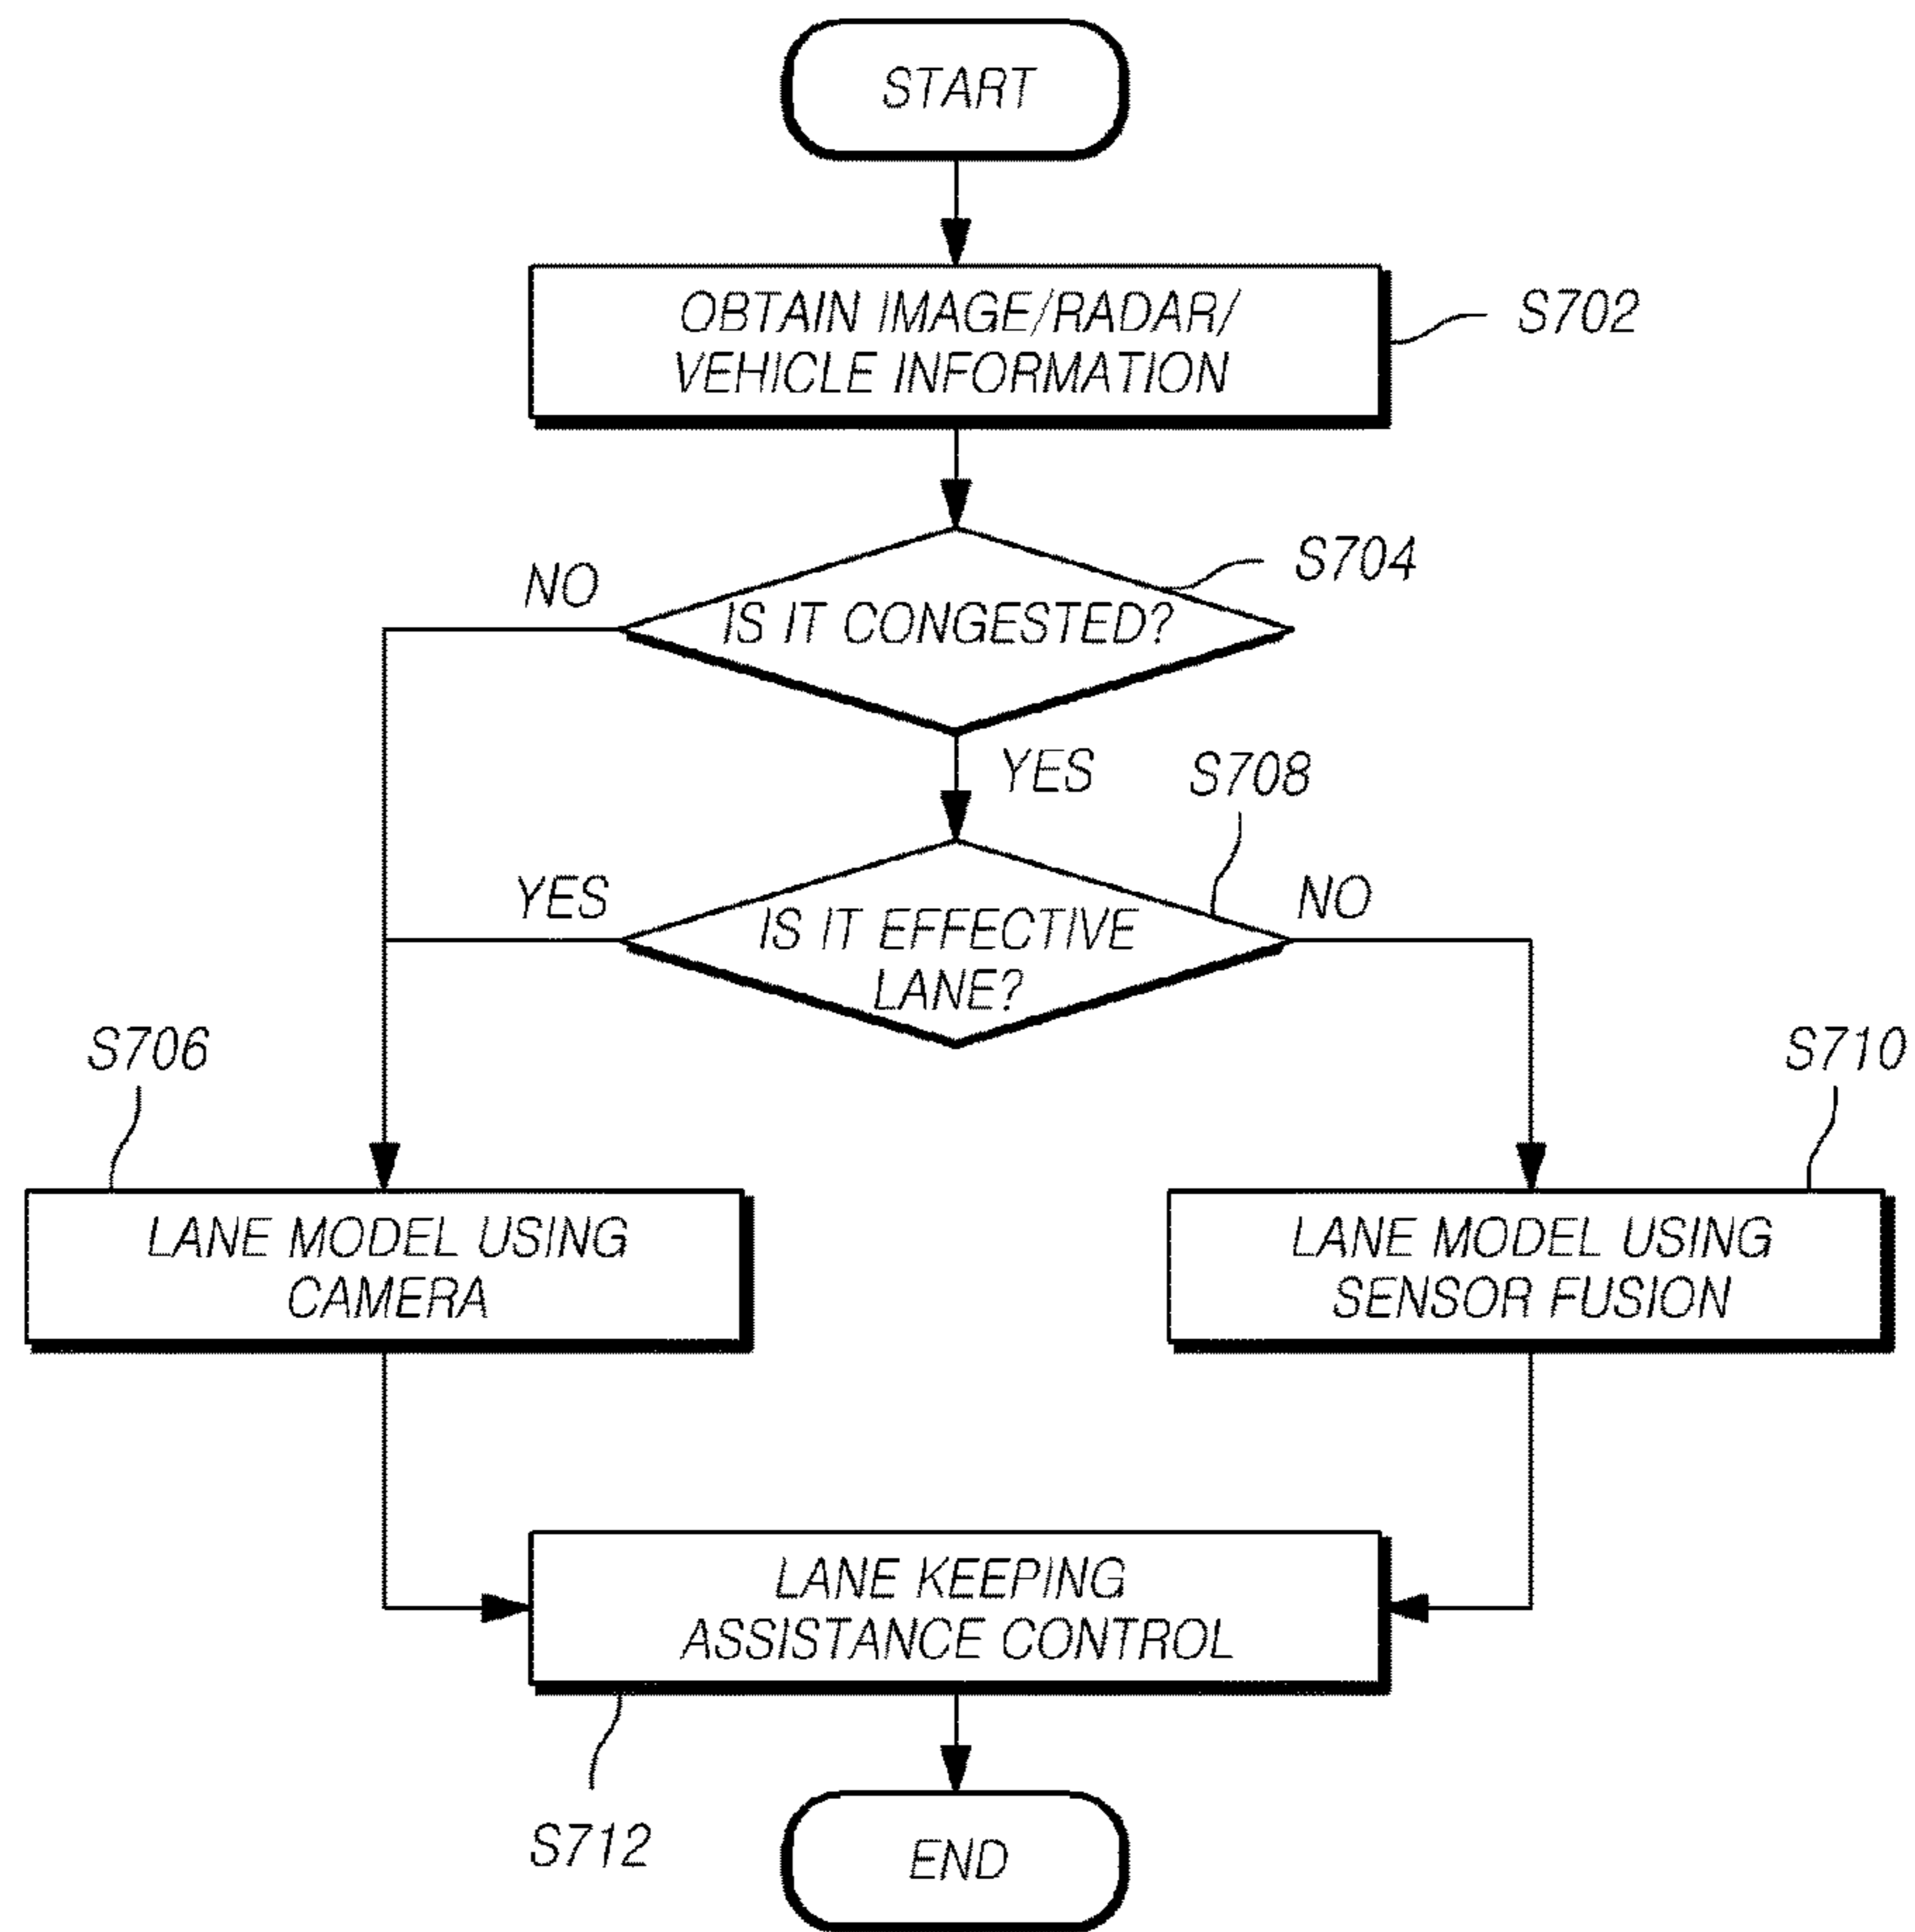 START
OBTAIN IMAGE/RADAR/
VEHICLE INFORMATION
S702
S704
NO
IS IT CONGESTED?
YES
S708
YES
NO
IS IT EFFECTIVE
LANE?
S706
S710
LANE MODEL USING
CAMERA
LANE MODEL USING
SENSOR FUSION
LANE KEEPING
ASSISTANCE CONTROL
S712
END